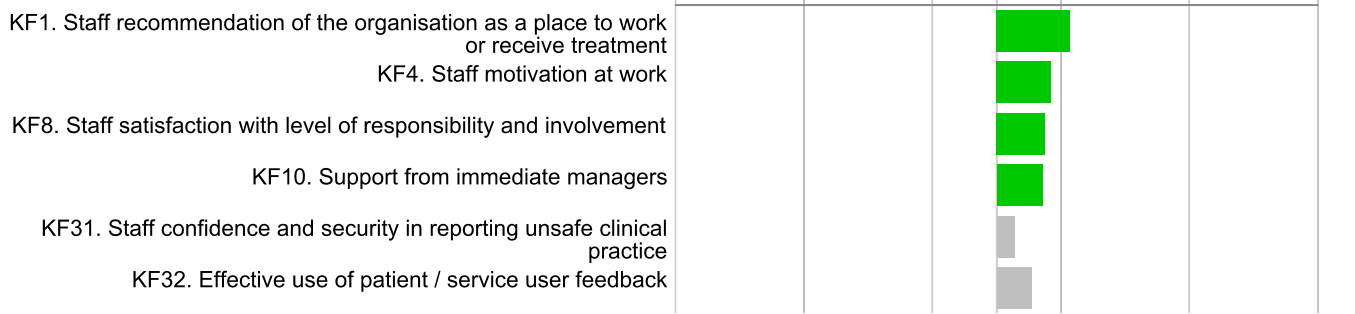 KF1. Staff recommendation of the organisation as a place to work
or receive treatment
KF4. Staff motivation at work
KF8. Staff satisfaction with level of responsibility and involvement
KF10. Support from immediate managers
KF31. Staff confidence and security in reporting unsafe clinical
practice
KF32. Effective use of patient / service user feedback